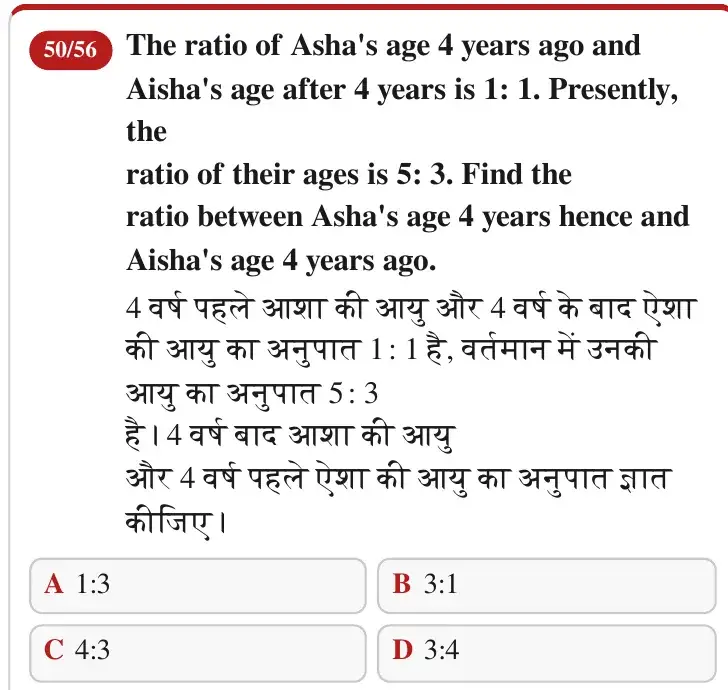 50/56 The ratio of Asha's age 4 years ago and
Aisha's age after 4 years is 1: 1. Presently,
the
ratio of their ages is 5: 3. Find the
ratio between Asha's age 4 years hence and
Aisha's age 4 years ago.
4 वर्ष पहले आशा की आयु और 4 वर्ष के बाद ऐशा
की आयु का अनुपात 1: 1 है, वर्तमान में उनकी
आयु का अनुपात 5: 3
है। 4 वर्ष बाद आशा की आयु
और 4 वर्ष पहले ऐशा की आयु का अनुपात ज्ञात
कीजिए।
A 1:3
B 3:1
C 4:3
D 3:4